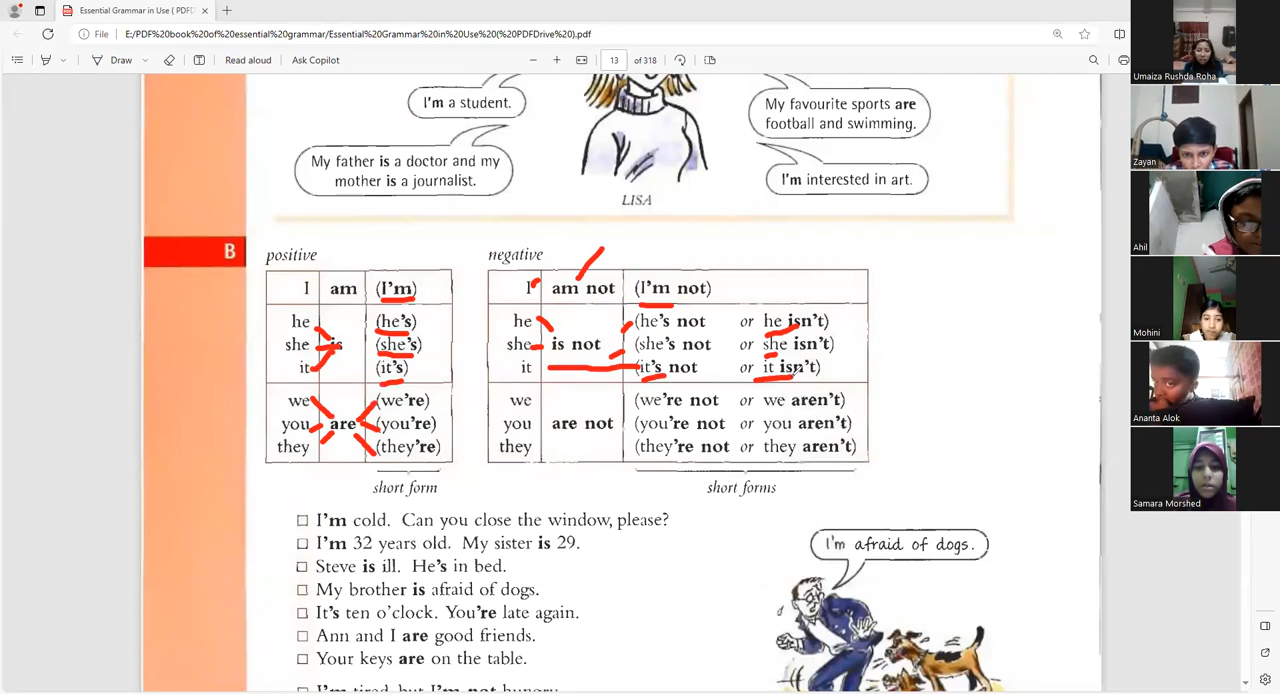 Essential Grammar in Use ( PDFD
File
E:/PDF%20book%20of%20essential%20grammar/Essential%20Grammar%20in%20Use%20(%20PDFDrive%20).pdf
Draw
Read aloud
Ask Copilot
13 of 318
I'm a student.
My favourite sports are
football and swimming.
My father is a doctor and my
mother is a journalist.
I'm interested in art.
LISA
B
positive
I am (I'm)
he (he's)
she is (she's)
it (it's)
we (we're)
you are (you're)
they (they're)
short form
negative
I am not (I'm not)
he (he's not or he isn't)
she is not (she's not or she isn't)
it (it's not or it isn't)
we (we're not or we aren't)
you are not (you're not or you aren't)
they (they're not or they aren't)
short forms
I'm cold. Can you close the window, please?
I'm 32 years old. My sister is 29.
Steve is ill. He's in bed.
My brother is afraid of dogs.
It's ten o'clock. You're late again.
Ann and I are good friends.
Your keys are on the table.
I'm tired, but I'm not hungry
I'm afraid of dogs.
Umaiza Rushda Roha
Zayan
Ahil
Mohini
Ananta Alok
Samara Morshed